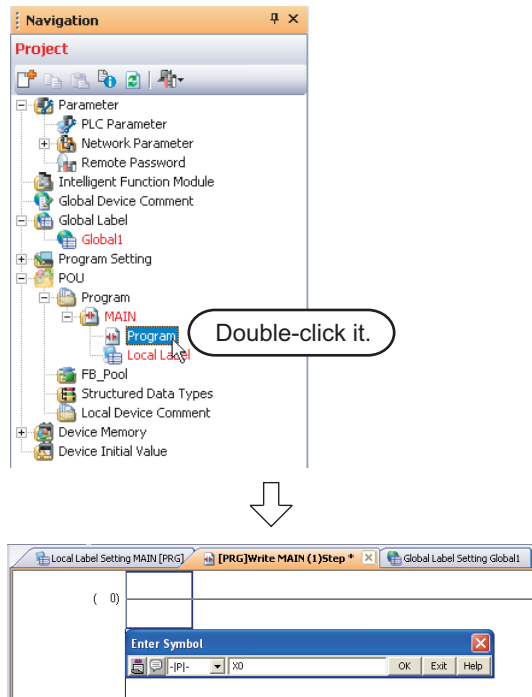 Navigation
Project
Parameter
PLC Parameter
Network Parameter
Remote Password
Intelligent Function Module
Global Device Comment
Global Label
Global1
Program Setting
POU
Program
MAIN
Program
Double-click it.
Local Label
FB_Pool
Structured Data Types
Local Device Comment
Device Memory
Device Initial Value
Local Label Setting MAIN [PRG] [PRG]Write MAIN (1)Step * Global Label Setting Global1
( 0)
Enter Symbol
-|P|- X0 OK Exit Help